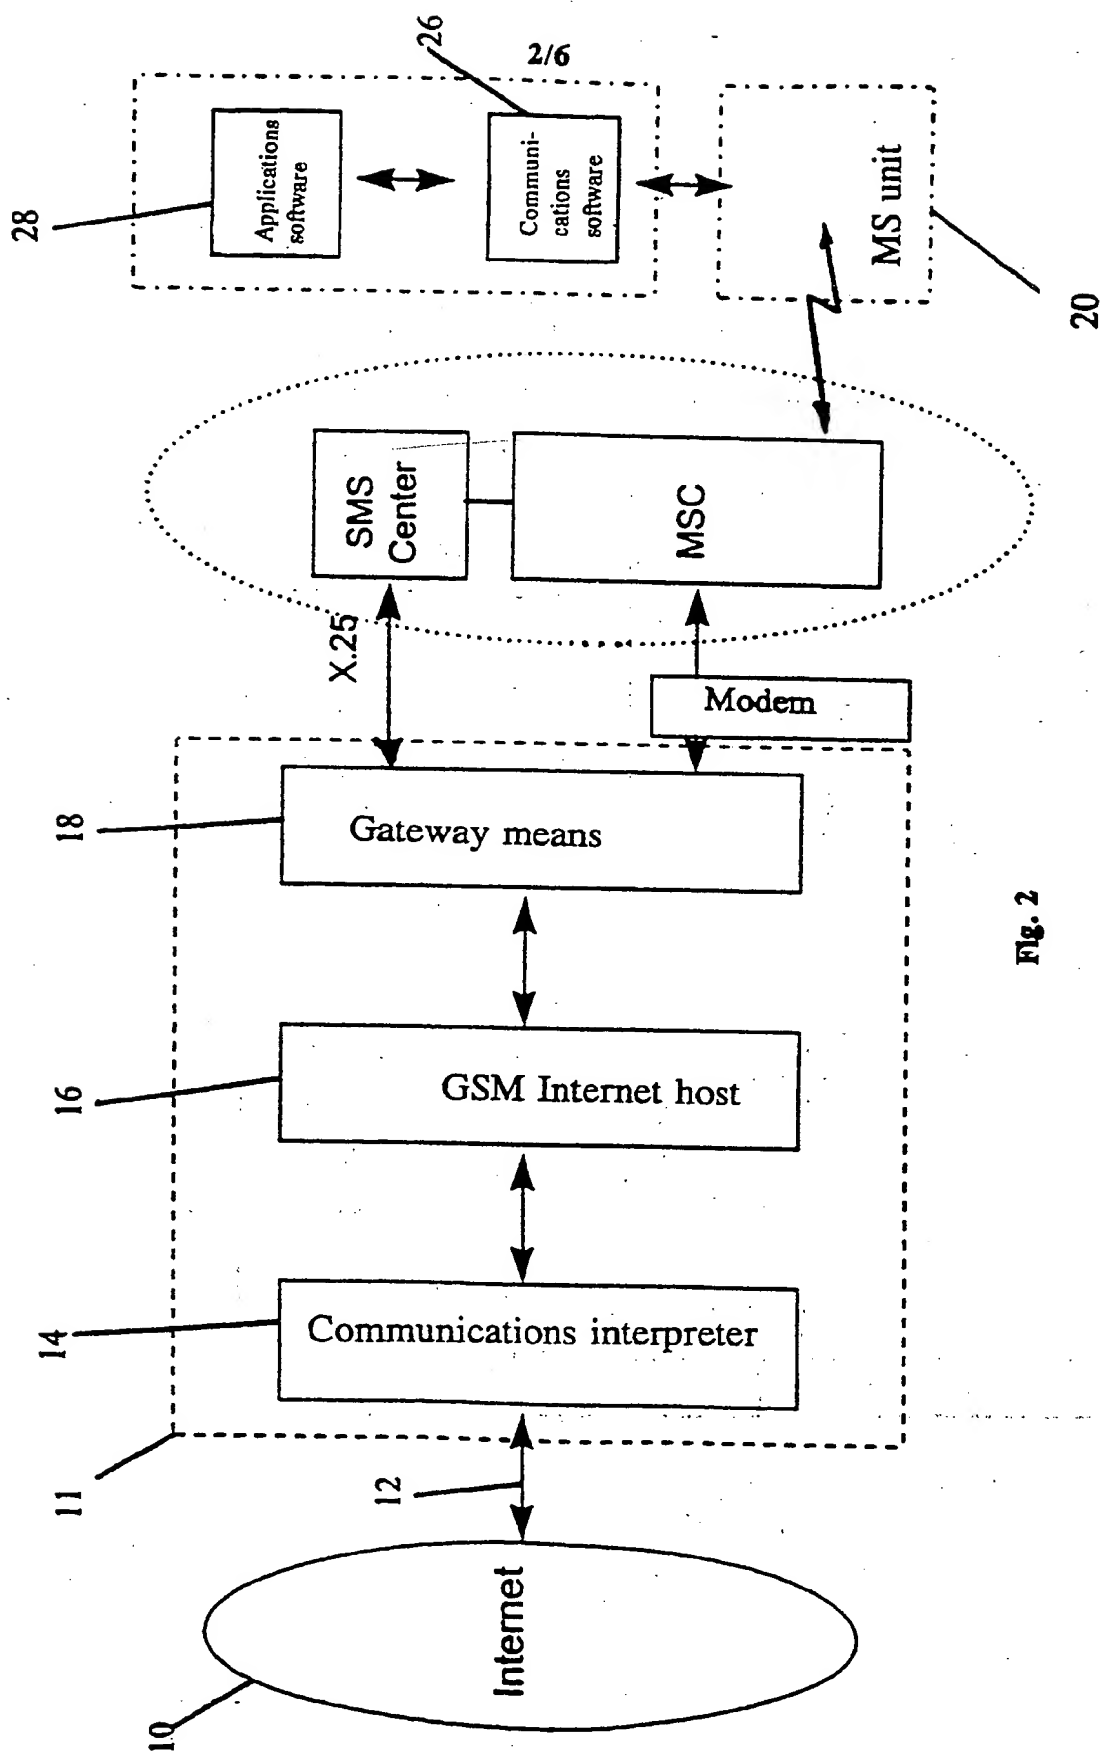 2/6
26
28
Applications
software
Communi-
cations
software
MS unit
20
SMS
Center
MSC
X.25
Modem
18
Gateway means
16
GSM Internet host
14
Communications interpreter
11
12
Internet
10
Fig. 2